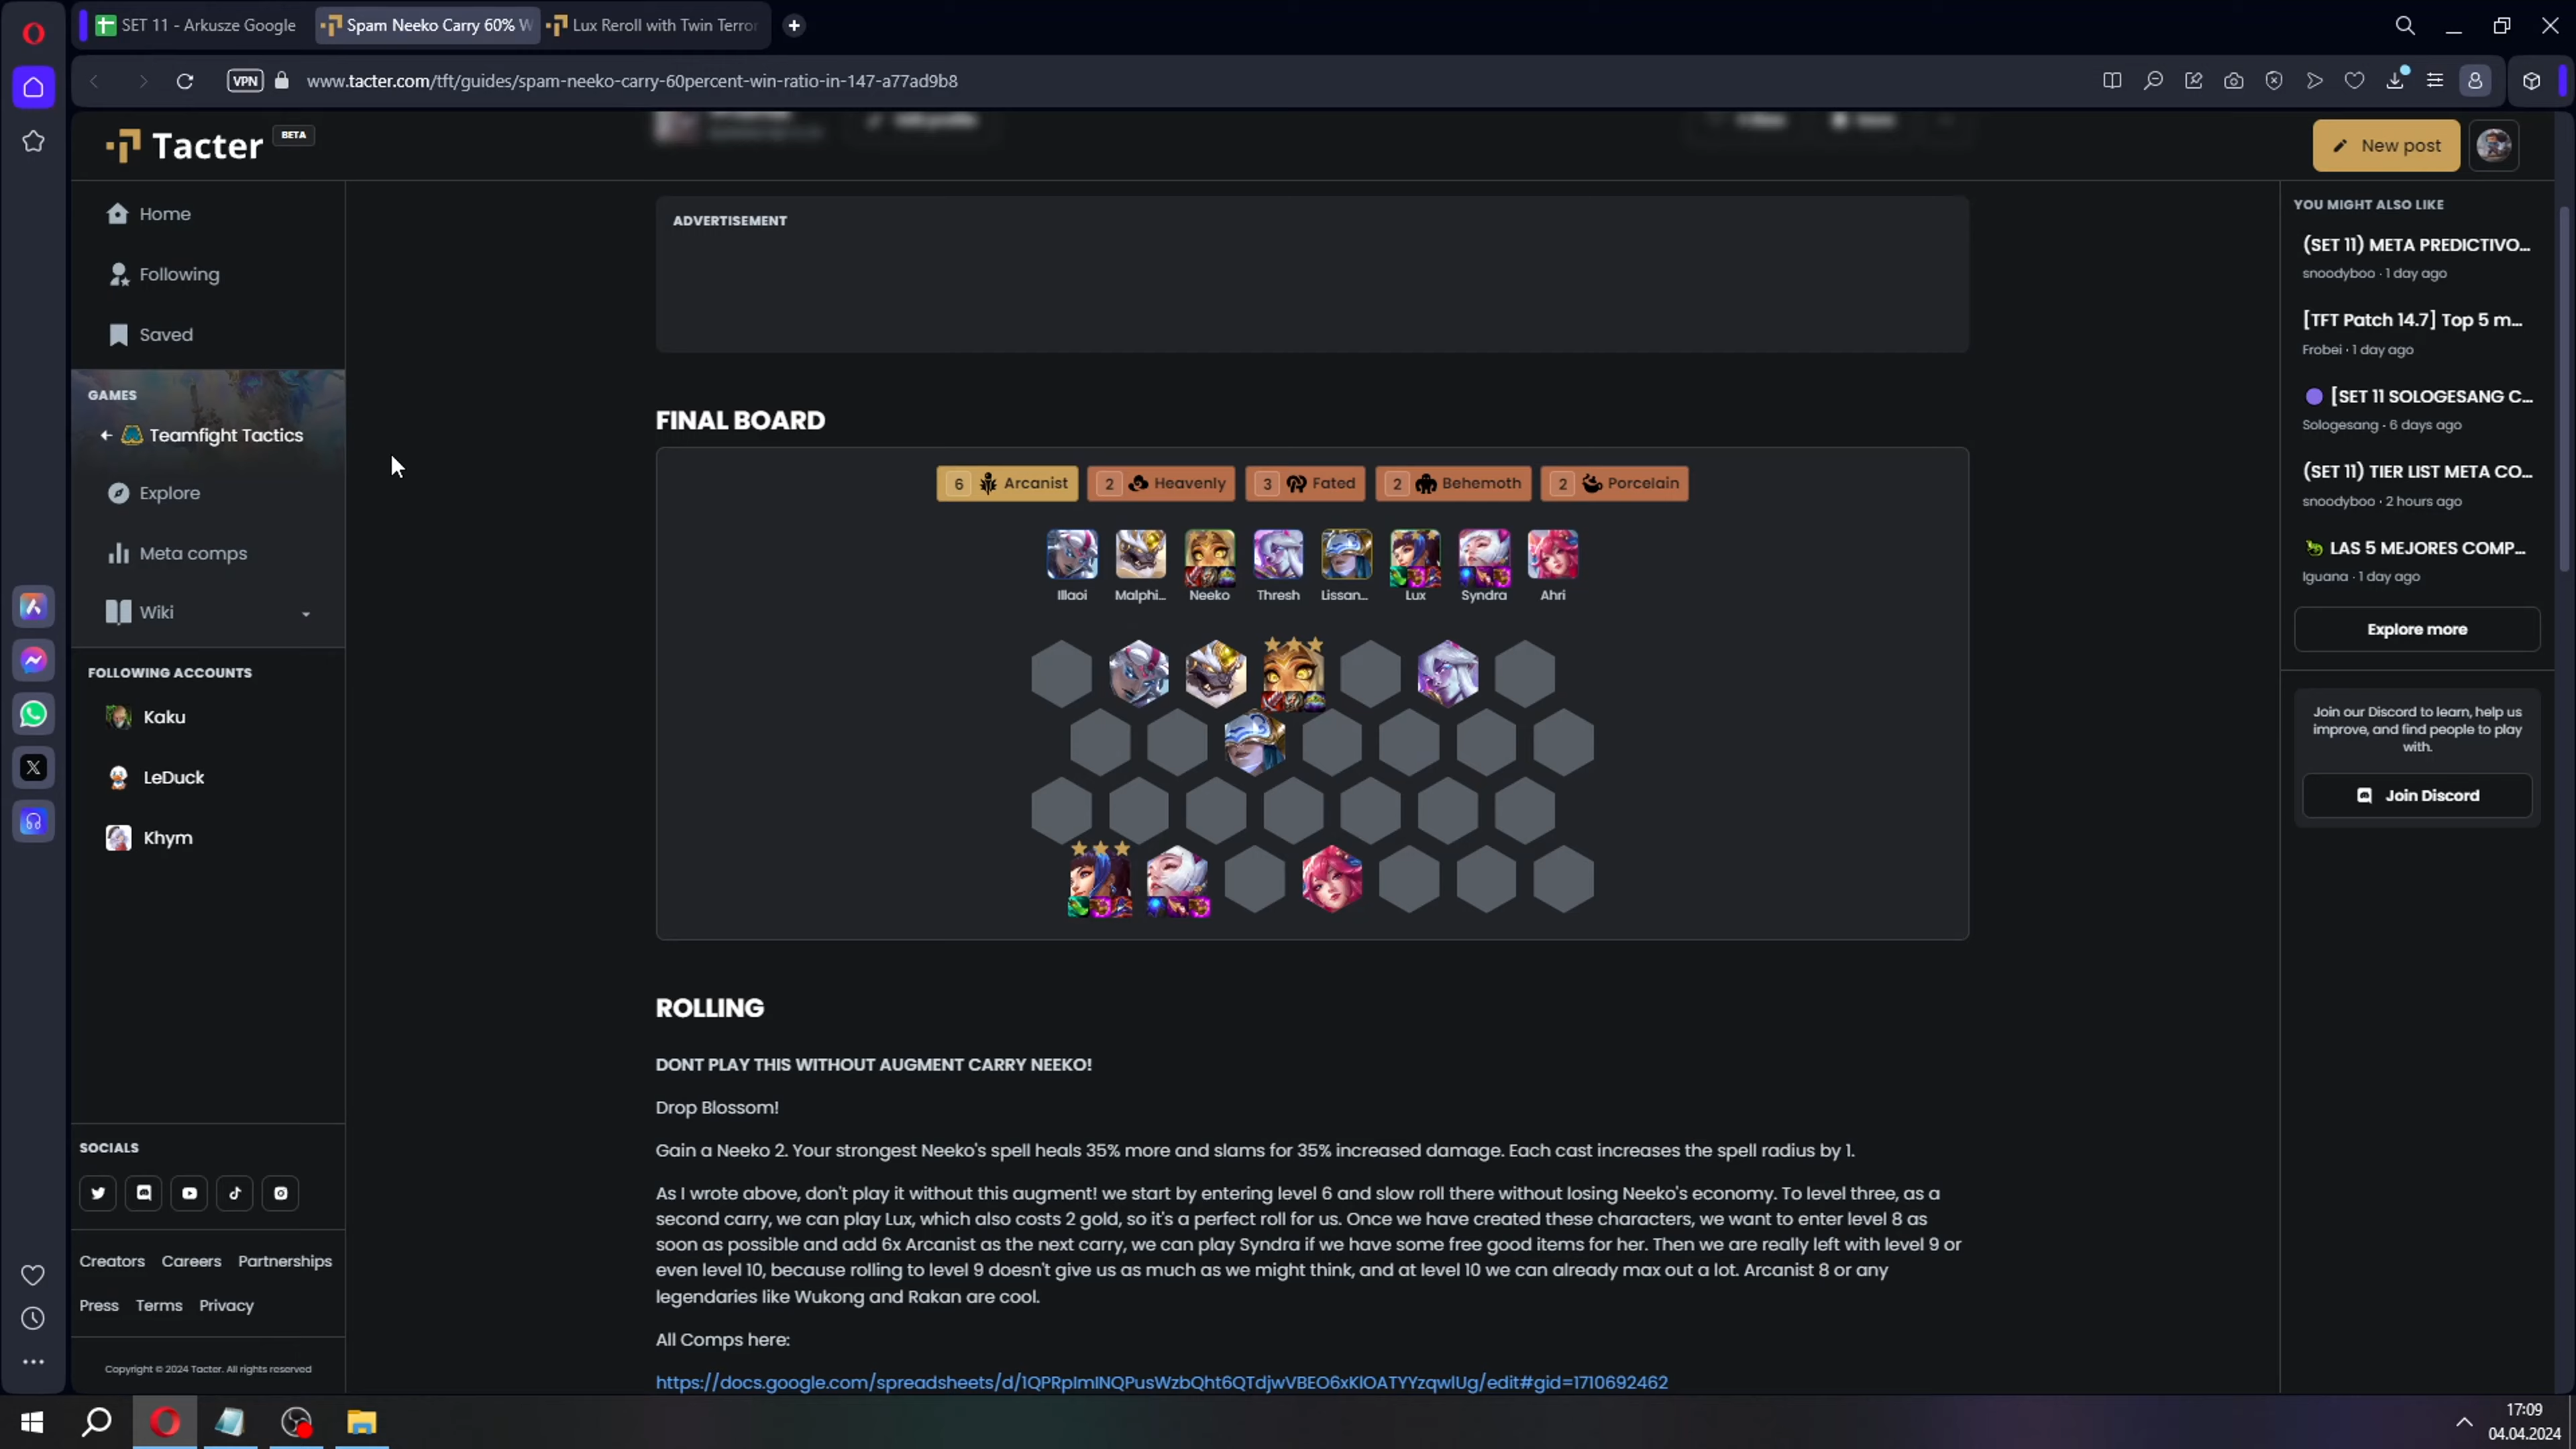 SET 11 - Arkusze Google
Spam Neeko Carry 60% W
Lux Reroll with Twin Terror
VPN
www.tacter.com/tft/guides/spam-neeko-carry-60percent-win-ratio-in-147-a77ad9b8
Tacter BETA
New post
Home
Following
Saved
GAMES
Teamfight Tactics
Explore
Meta comps
Wiki
FOLLOWING ACCOUNTS
Kaku
LeDuck
Khym
SOCIALS
Creators Careers Partnerships
Press Terms Privacy
Copyright © 2024 Tacter. All rights reserved
ADVERTISEMENT
FINAL BOARD
6 Arcanist 2 Heavenly 3 Fated 2 Behemoth 2 Porcelain
Illaoi Malphi... Neeko Thresh Lissan... Lux Syndra Ahri
ROLLING
DONT PLAY THIS WITHOUT AUGMENT CARRY NEEKO!
Drop Blossom!
Gain a Neeko 2. Your strongest Neeko's spell heals 35% more and slams for 35% increased damage. Each cast increases the spell radius by 1.
As I wrote above, don't play it without this augment! we start by entering level 6 and slow roll there without losing Neeko's economy. To level three, as a
second carry, we can play Lux, which also costs 2 gold, so it's a perfect roll for us. Once we have created these characters, we want to enter level 8 as
soon as possible and add 6x Arcanist as the next carry, we can play Syndra if we have some free good items for her. Then we are really left with level 9 or
even level 10, because rolling to level 9 doesn't give us as much as we might think, and at level 10 we can already max out a lot. Arcanist 8 or any
legendaries like Wukong and Rakan are cool.
All Comps here:
https://docs.google.com/spreadsheets/d/1QPRpImINQPusWzbQht6QTdjwVBEO6xKlOATYYzqwlUg/edit#gid=1710692462
YOU MIGHT ALSO LIKE
(SET 11) META PREDICTIVO...
snoodyboo · 1 day ago
[TFT Patch 14.7] Top 5 m...
Frobei · 1 day ago
[SET 11 SOLOGESANG C...
Sologesang · 6 days ago
(SET 11) TIER LIST META CO...
snoodyboo · 2 hours ago
LAS 5 MEJORES COMP...
Iguana · 1 day ago
Explore more
Join our Discord to learn, help us
improve, and find people to play
with.
Join Discord
17:09
04.04.2024